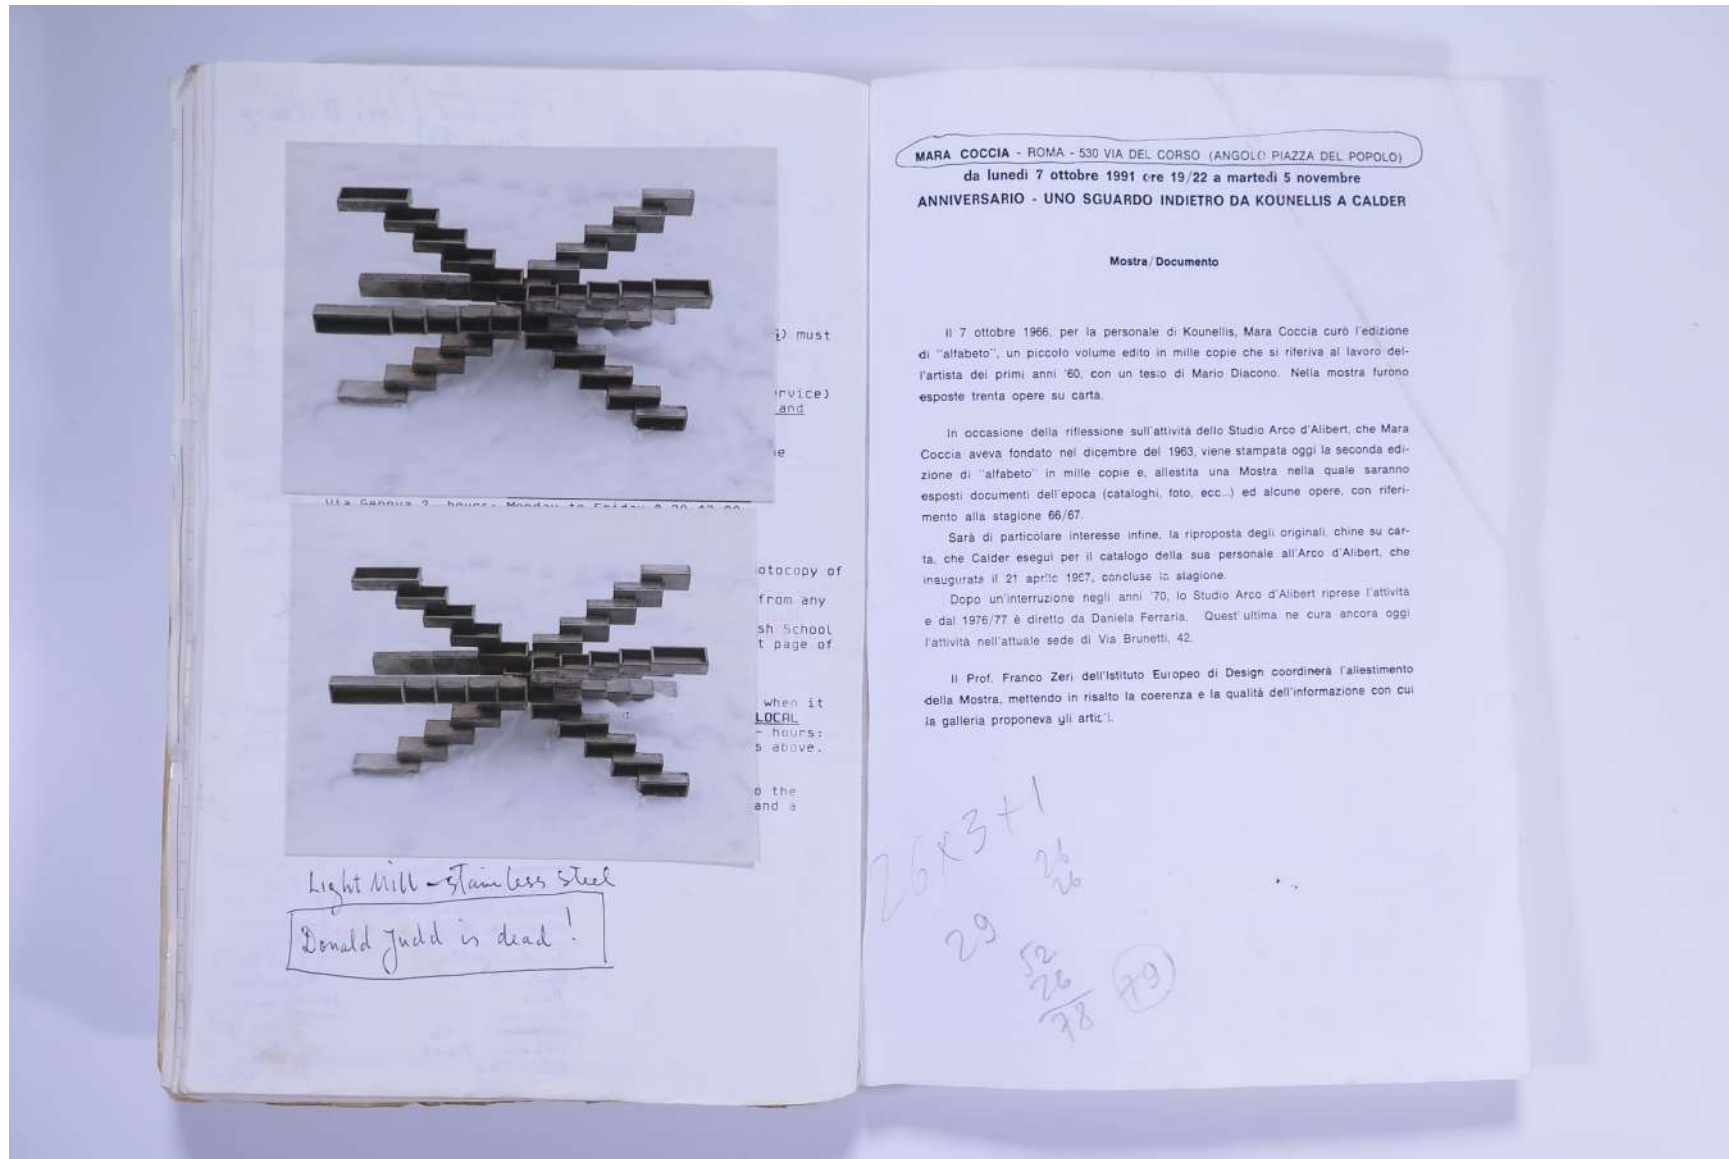 ) must
rvice)
and
e
Via Genova 2, hours: Monday to Friday 8.30-13.00
otocopy of
from any
sh School
t page of
when it
LOCAL
- hours:
s above.
o the
and a
Light Mill - stainless steel
Donald Judd is dead!
MARA COCCIA - ROMA - 530 VIA DEL CORSO (ANGOLO PIAZZA DEL POPOLO)
da lunedì 7 ottobre 1991 ore 19/22 a martedì 5 novembre
ANNIVERSARIO - UNO SGUARDO INDIETRO DA KOUNELLIS A CALDER
Mostra/Documento
Il 7 ottobre 1966, per la personale di Kounellis, Mara Coccia curò l'edizione
di "alfabeto", un piccolo volume edito in mille copie che si riferiva al lavoro del-
l'artista dei primi anni '60, con un testo di Mario Diacono. Nella mostra furono
esposte trenta opere su carta.
In occasione della riflessione sull'attività dello Studio Arco d'Alibert, che Mara
Coccia aveva fondato nel dicembre del 1963, viene stampata oggi la seconda edi-
zione di "alfabeto" in mille copie e, allestita una Mostra nella quale saranno
esposti documenti dell'epoca (cataloghi, foto, ecc...) ed alcune opere, con riferi-
mento alla stagione 66/67.
Sarà di particolare interesse infine, la riproposta degli originali, chine su car-
ta, che Calder eseguì per il catalogo della sua personale all'Arco d'Alibert, che
inaugurata il 21 aprile 1967, concluse la stagione.
Dopo un'interruzione negli anni '70, lo Studio Arco d'Alibert riprese l'attività
e dal 1976/77 è diretto da Daniela Ferraria. Quest'ultima ne cura ancora oggi
l'attività nell'attuale sede di Via Brunetti, 42.
Il Prof. Franco Zeri dell'Istituto Europeo di Design coordinerà l'allestimento
della Mostra, mettendo in risalto la coerenza e la qualità dell'informazione con cui
la galleria proponeva gli artisti.
26x3+1
26
26
29
52
26
78
79